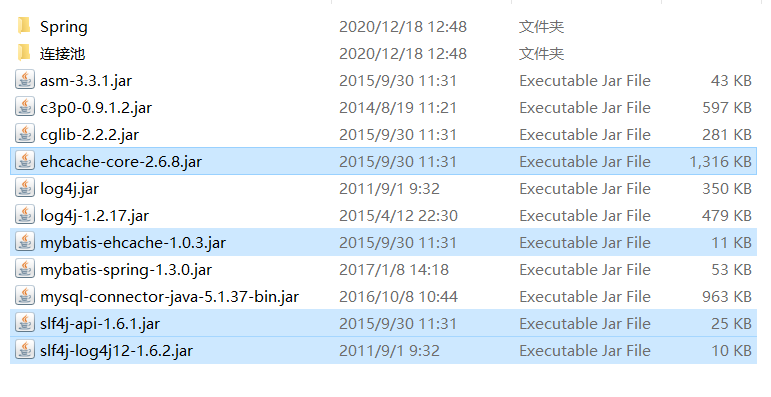 Spring 2020/12/18 12:48 文件夹
连接池 2020/12/18 12:48 文件夹
asm-3.3.1.jar 2015/9/30 11:31 Executable Jar File 43 KB
c3p0-0.9.1.2.jar 2014/8/19 11:21 Executable Jar File 597 KB
cglib-2.2.2.jar 2015/9/30 11:31 Executable Jar File 281 KB
ehcache-core-2.6.8.jar 2015/9/30 11:31 Executable Jar File 1,316 KB
log4j.jar 2011/9/1 9:32 Executable Jar File 350 KB
log4j-1.2.17.jar 2015/4/12 22:30 Executable Jar File 479 KB
mybatis-ehcache-1.0.3.jar 2015/9/30 11:31 Executable Jar File 11 KB
mybatis-spring-1.3.0.jar 2017/1/8 14:18 Executable Jar File 53 KB
mysql-connector-java-5.1.37-bin.jar 2016/10/8 10:44 Executable Jar File 963 KB
slf4j-api-1.6.1.jar 2015/9/30 11:31 Executable Jar File 25 KB
slf4j-log4j12-1.6.2.jar 2011/9/1 9:32 Executable Jar File 10 KB